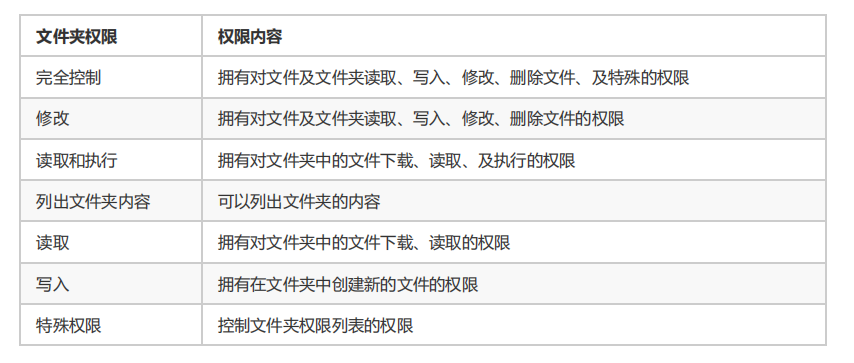 文件夹权限 权限内容
完全控制 拥有对文件及文件夹读取、写入、修改、删除文件、及特殊的权限
修改 拥有对文件及文件夹读取、写入、修改、删除文件的权限
读取和执行 拥有对文件夹中的文件下载、读取、及执行的权限
列出文件夹内容 可以列出文件夹的内容
读取 拥有对文件夹中的文件下载、读取的权限
写入 拥有在文件夹中创建新的文件的权限
特殊权限 控制文件夹权限列表的权限